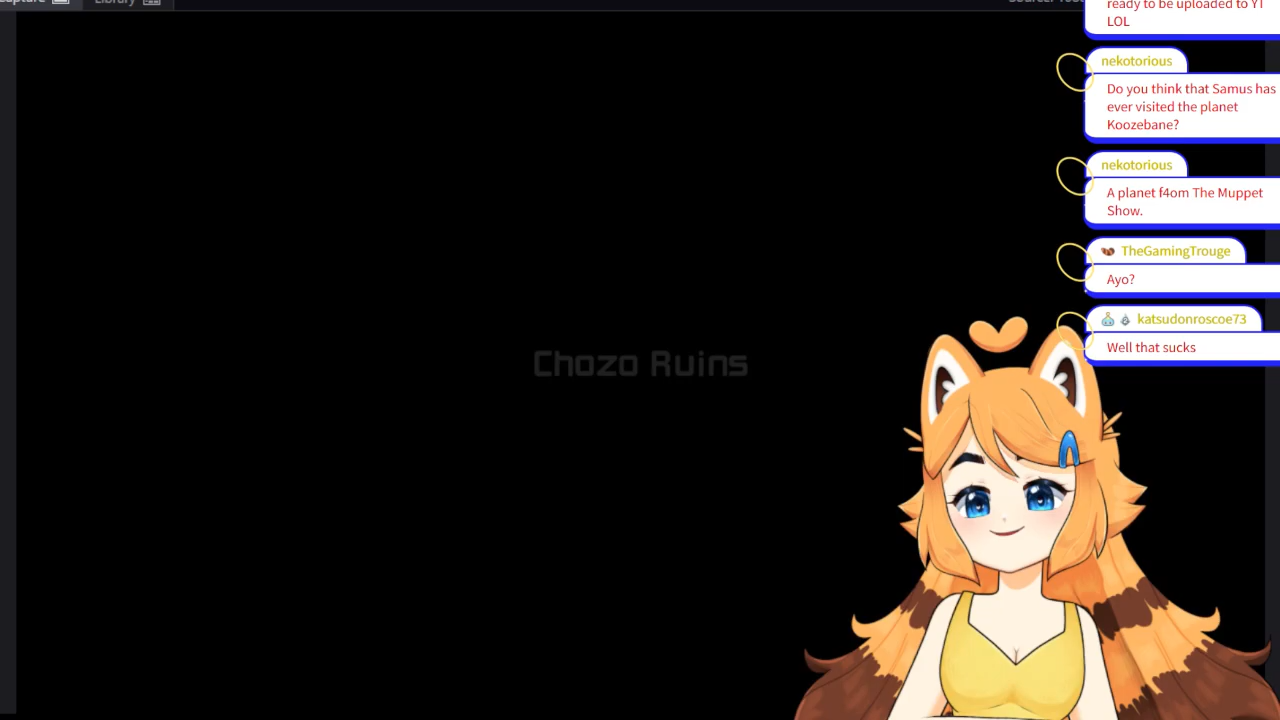 Library
ready to be uploaded to YT
LOL
nekotorious
Do you think that Samus has
ever visited the planet
Koozebane?
nekotorious
A planet f4om The Muppet
Show.
TheGamingTrouge
Ayo?
katsudonroscoe73
Well that sucks
Chozo Ruins